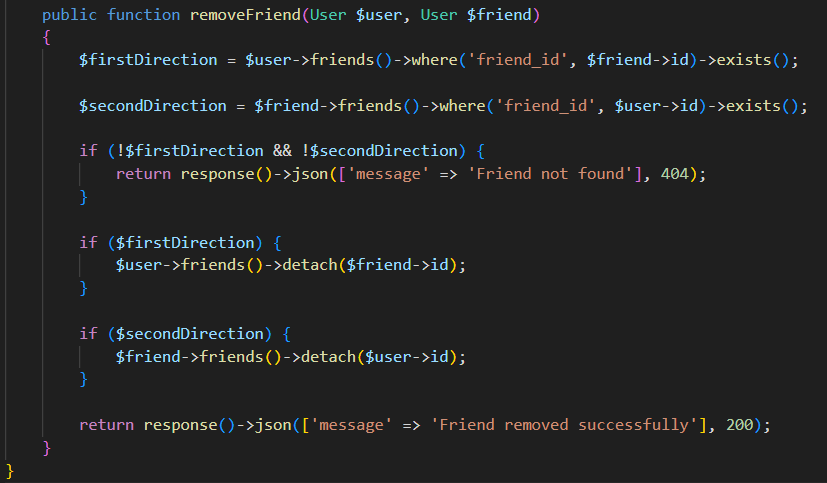 public function removeFriend(User $user, User $friend)
{
$firstDirection = $user->friends()->where('friend_id', $friend->id)->exists();
$secondDirection = $friend->friends()->where('friend_id', $user->id)->exists();
if (!$firstDirection && !$secondDirection) {
return response()->json(['message' => 'Friend not found'], 404);
}
if ($firstDirection) {
$user->friends()->detach($friend->id);
}
if ($secondDirection) {
$friend->friends()->detach($user->id);
}
return response()->json(['message' => 'Friend removed successfully'], 200);
}
}